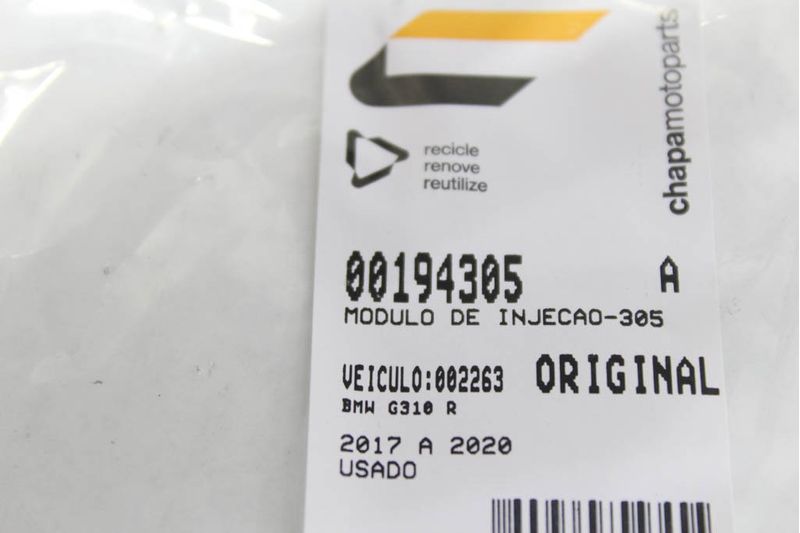 chapamotoparts
recicle
renove
reutilize
00194305 A
MODULO DE INJECAO-305
VEICULO:002263 ORIGINAL
BMW G310 R
2017 A 2020
USADO